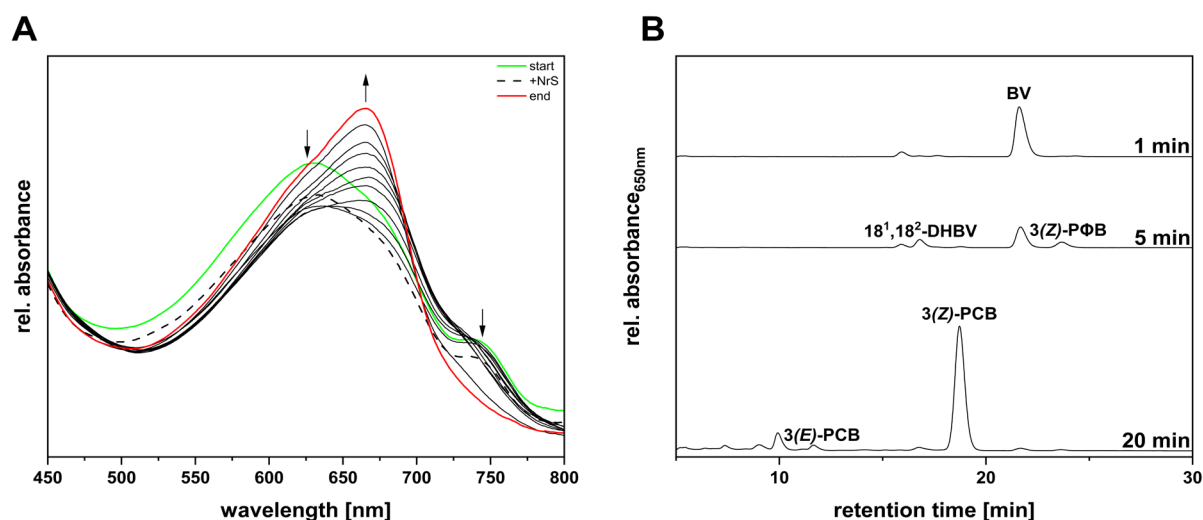 A
rel. absorbance
start
+NrS
end
450 500 550 600 650 700 750 800
wavelength [nm]
B
rel. absorbance650nm
BV
1 min
18¹,18²-DHBV
3(Z)-PΦB
5 min
3(Z)-PCB
3(E)-PCB
20 min
10 20 30
retention time [min]